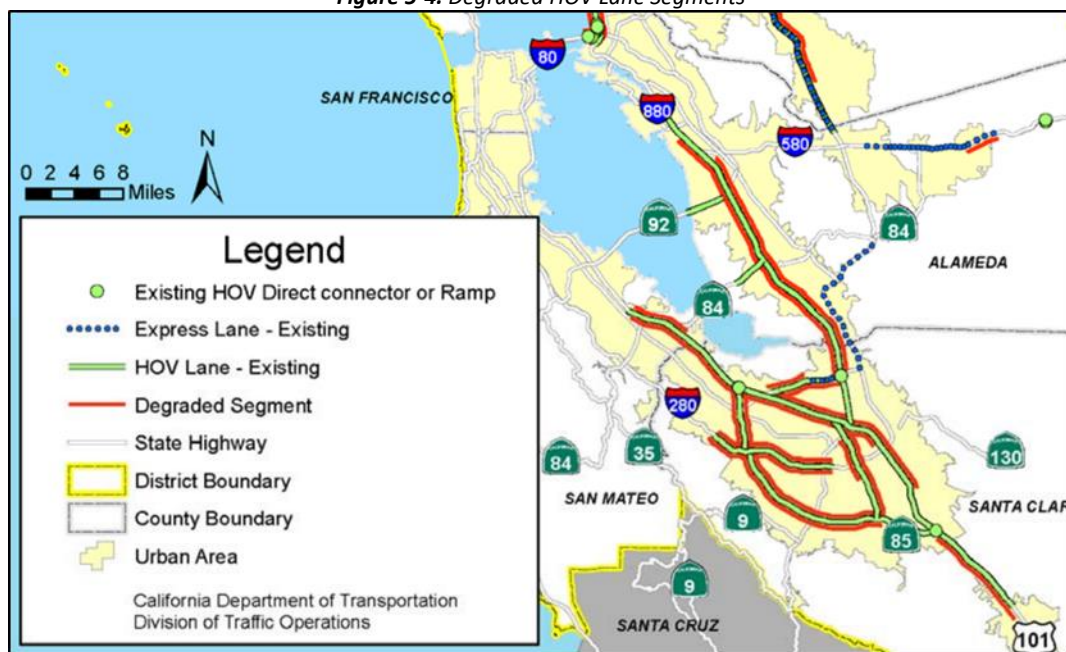 Figure 3-4. Degraded HOV Lane Segments
80
SAN FRANCISCO
880
580
N
0 2 4 6 8
Miles
92
84
ALAMEDA
84
Legend
Existing HOV Direct connector or Ramp
Express Lane - Existing
HOV Lane - Existing
Degraded Segment
State Highway
District Boundary
County Boundary
Urban Area
California Department of Transportation
Division of Traffic Operations
280
84
35
130
SAN MATEO
SANTA CLAR
9
85
9
SANTA CRUZ
101